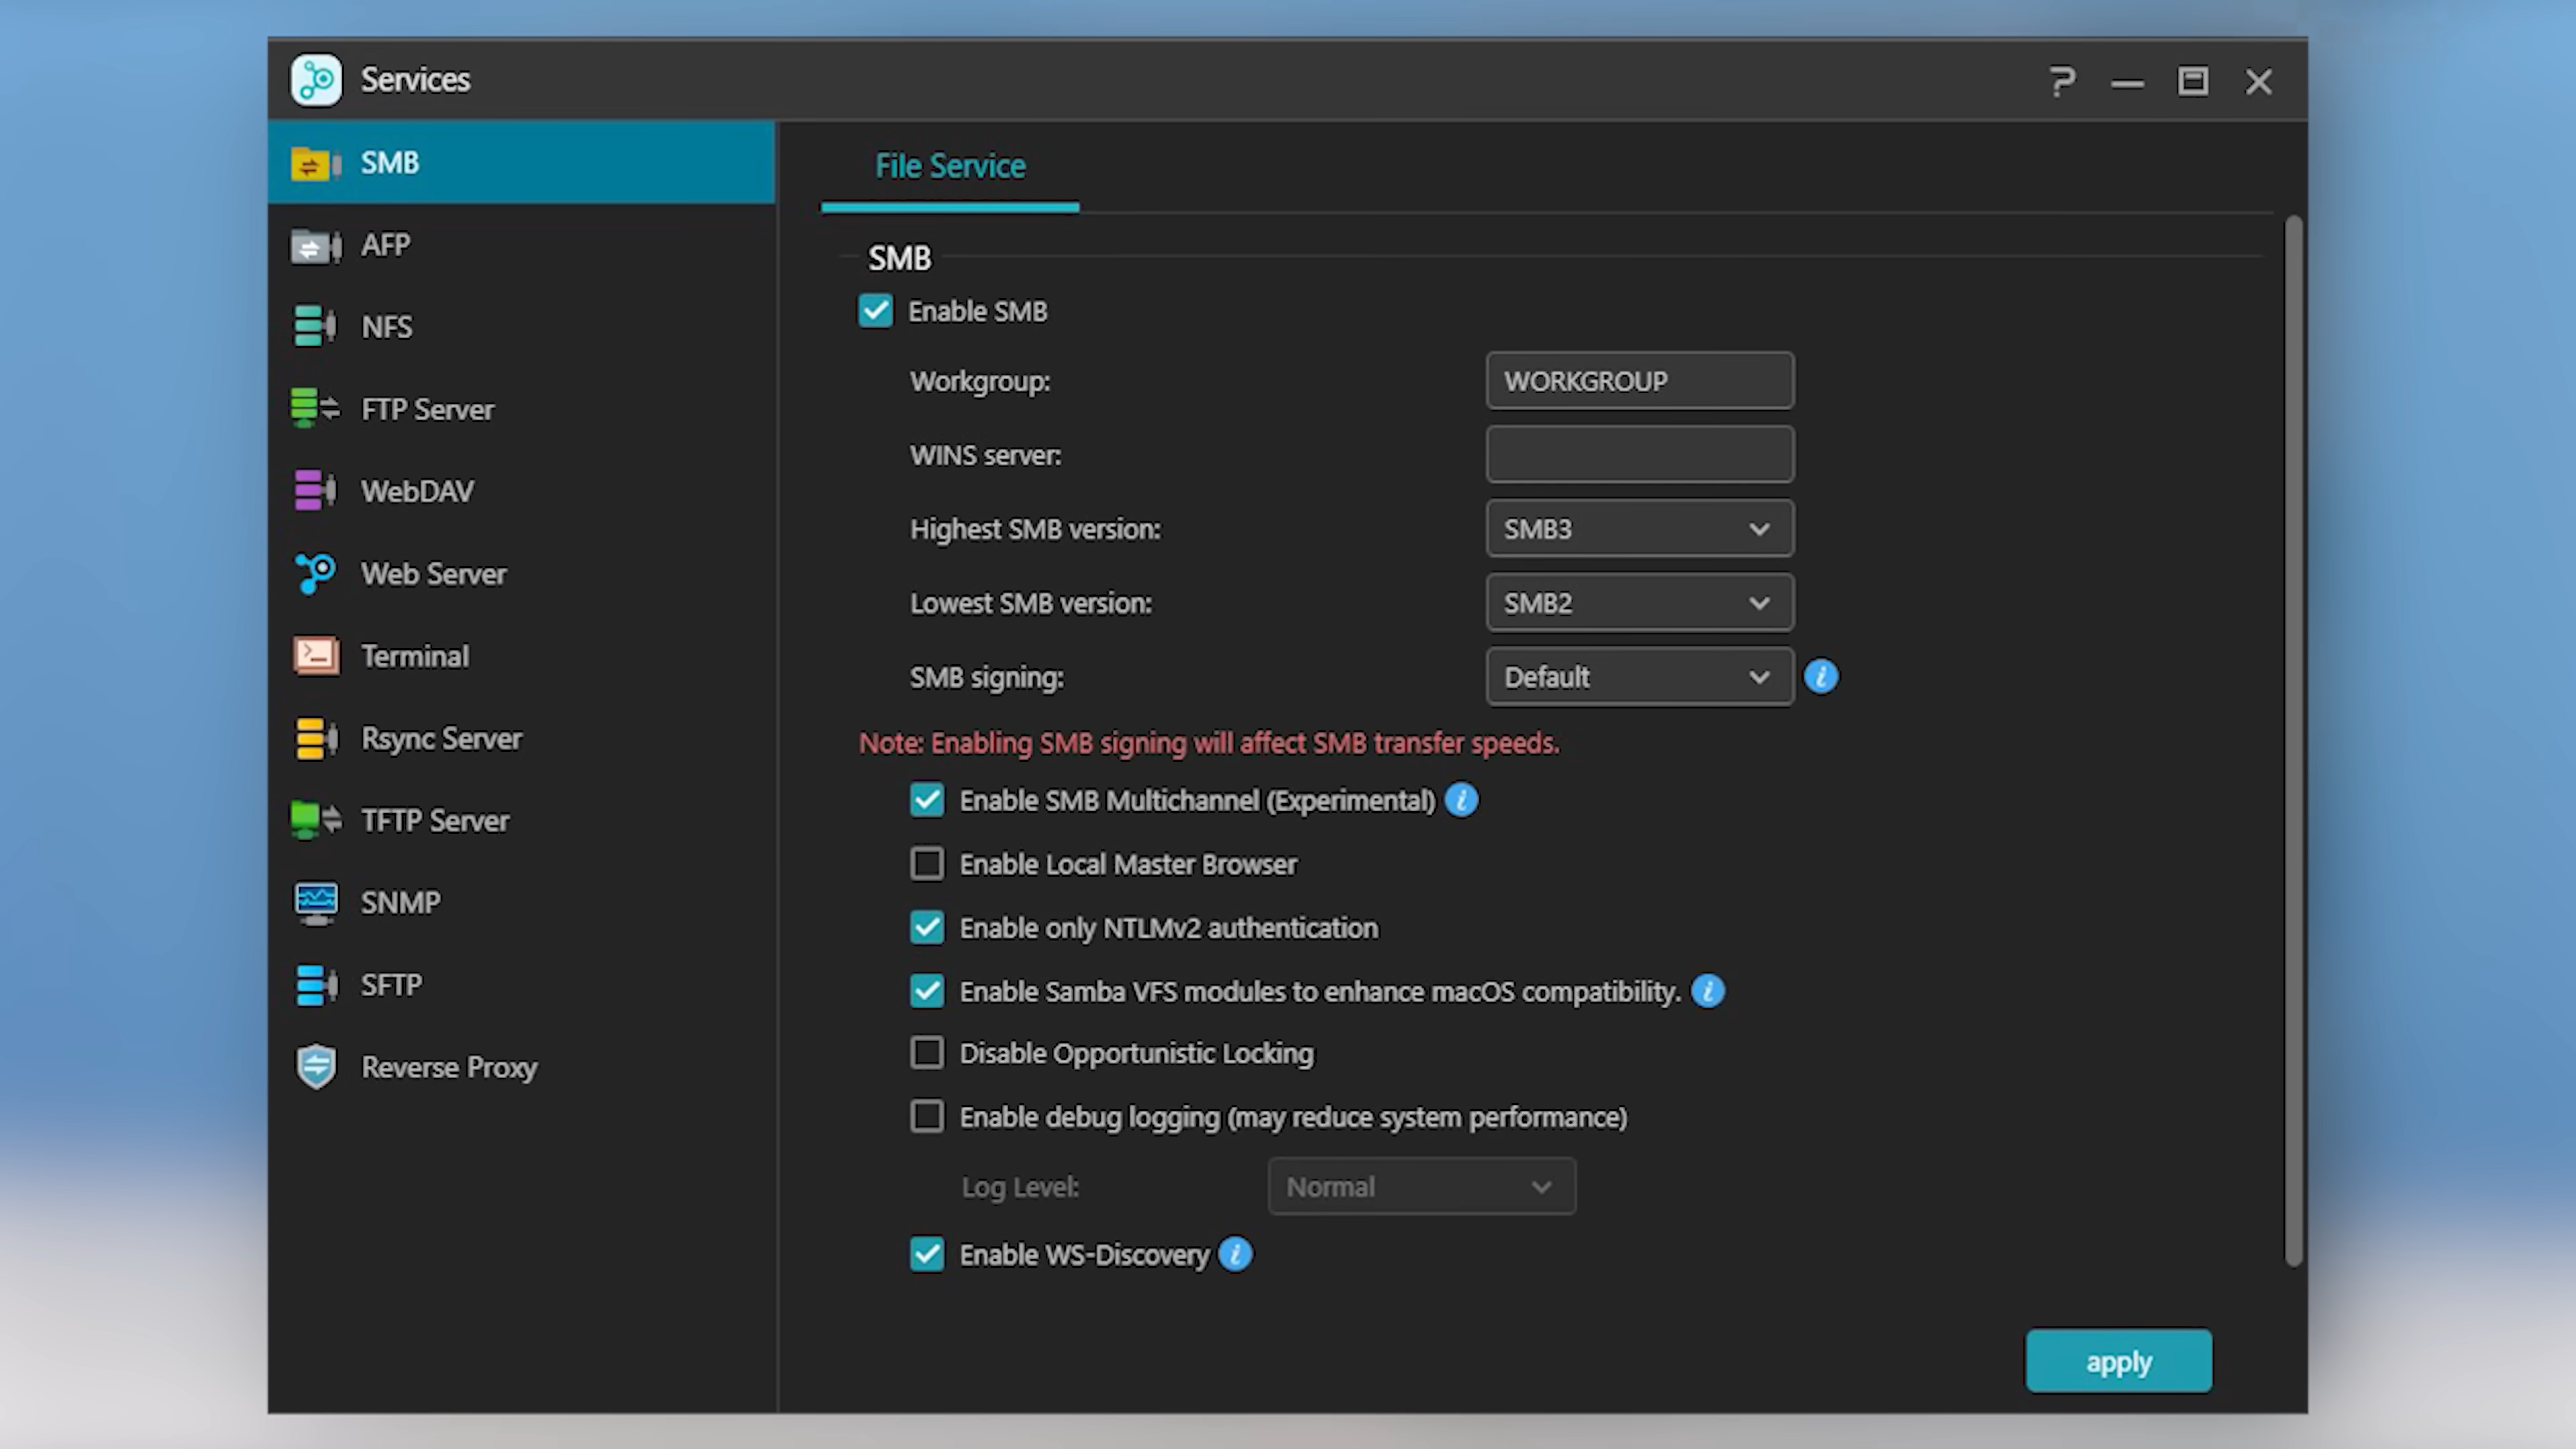 Services
SMB
AFP
NFS
FTP Server
WebDAV
Web Server
Terminal
Rsync Server
TFTP Server
SNMP
SFTP
Reverse Proxy
File Service
SMB
Enable SMB
Workgroup: WORKGROUP
WINS server:
Highest SMB version: SMB3
Lowest SMB version: SMB2
SMB signing: Default
Note: Enabling SMB signing will affect SMB transfer speeds.
Enable SMB Multichannel (Experimental)
Enable Local Master Browser
Enable only NTLMv2 authentication
Enable Samba VFS modules to enhance macOS compatibility.
Disable Opportunistic Locking
Enable debug logging (may reduce system performance)
Log Level: Normal
Enable WS-Discovery
apply